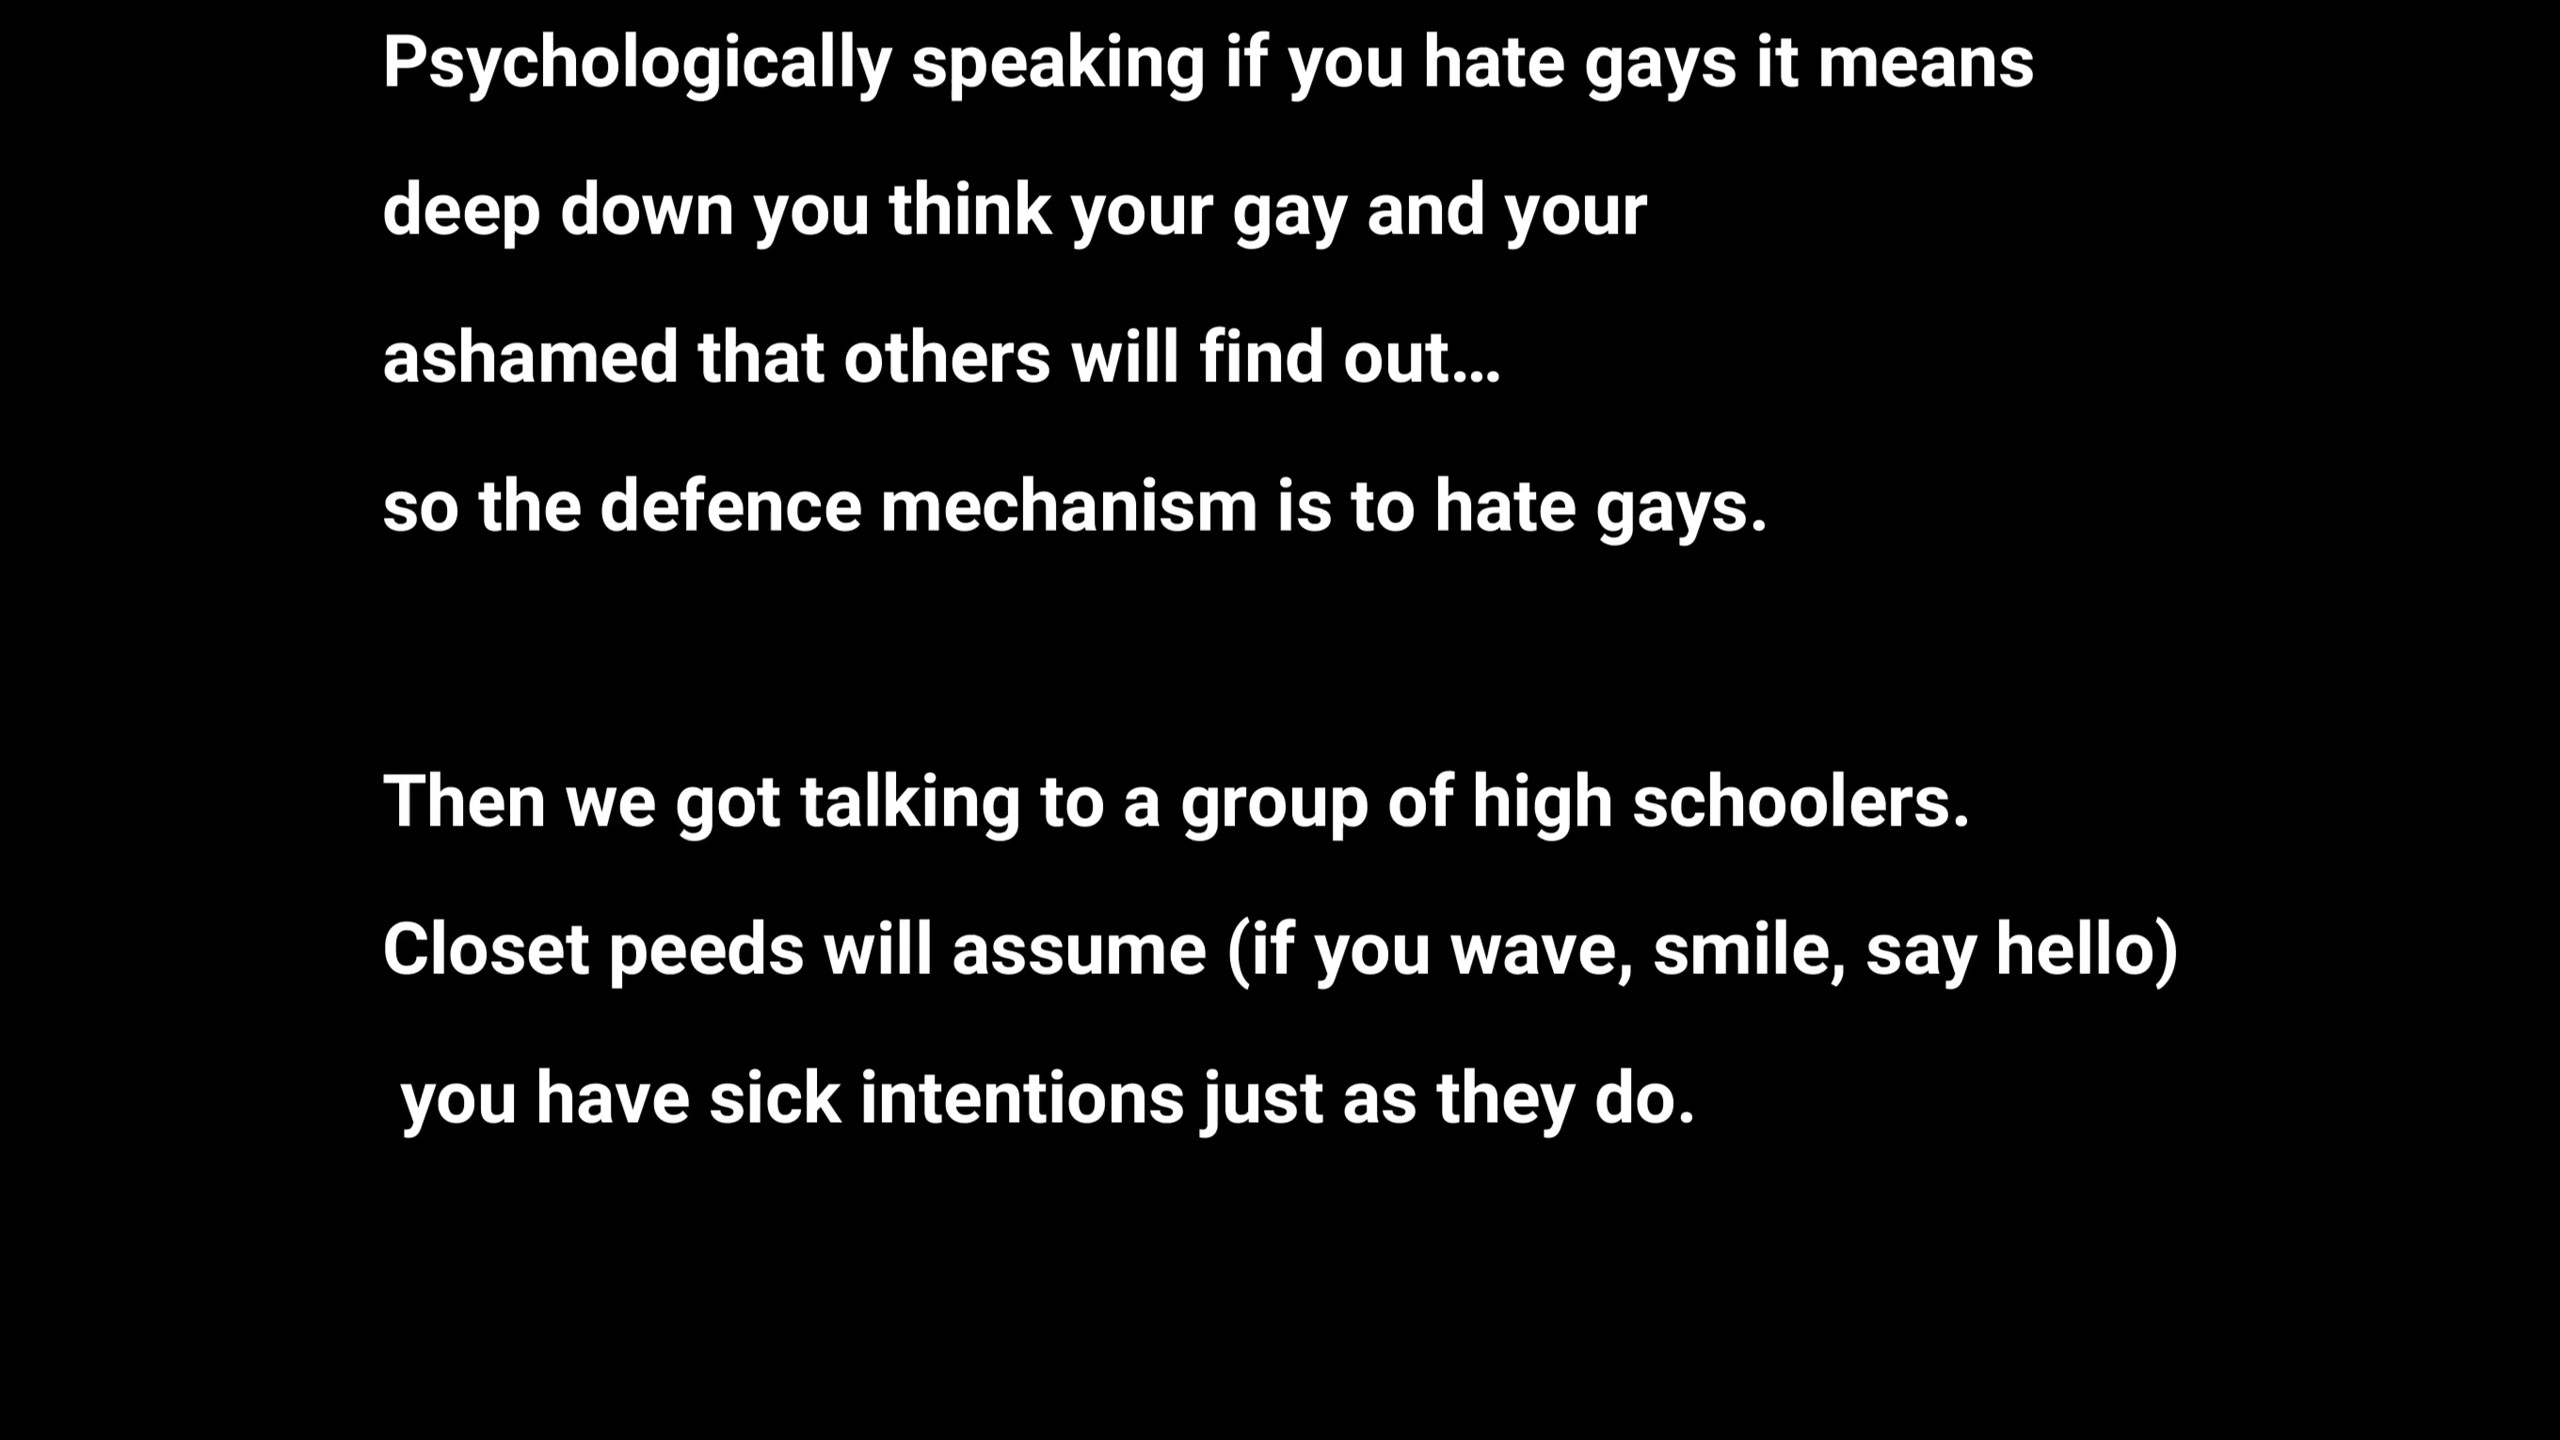 Psychologically speaking if you hate gays it means
deep down you think your gay and your
ashamed that others will find out...
so the defence mechanism is to hate gays.
Then we got talking to a group of high schoolers.
Closet peeds will assume (if you wave, smile, say hello)
you have sick intentions just as they do.